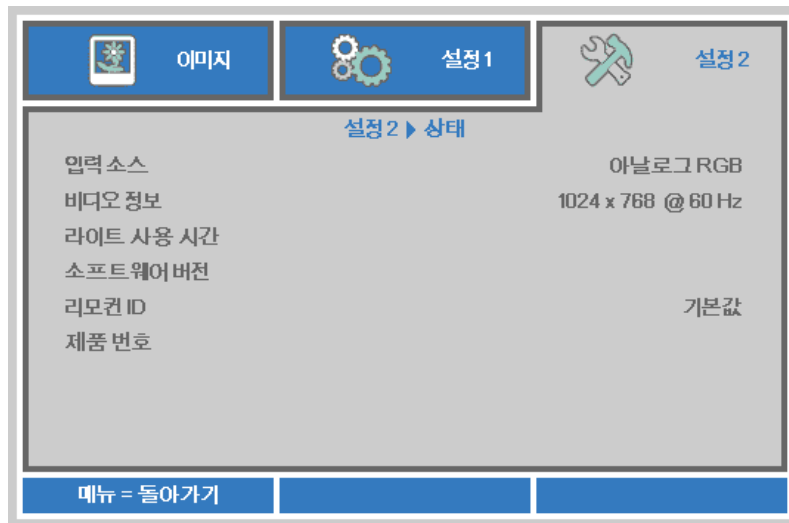 이미지
설정1
설정2
설정2 ▶ 상태
입력 소스 아날로그 RGB
비디오 정보 1024 x 768 @ 60 Hz
라이트 사용 시간
소프트웨어 버전
리모컨 ID 기본값
제품 번호
메뉴 = 돌아가기